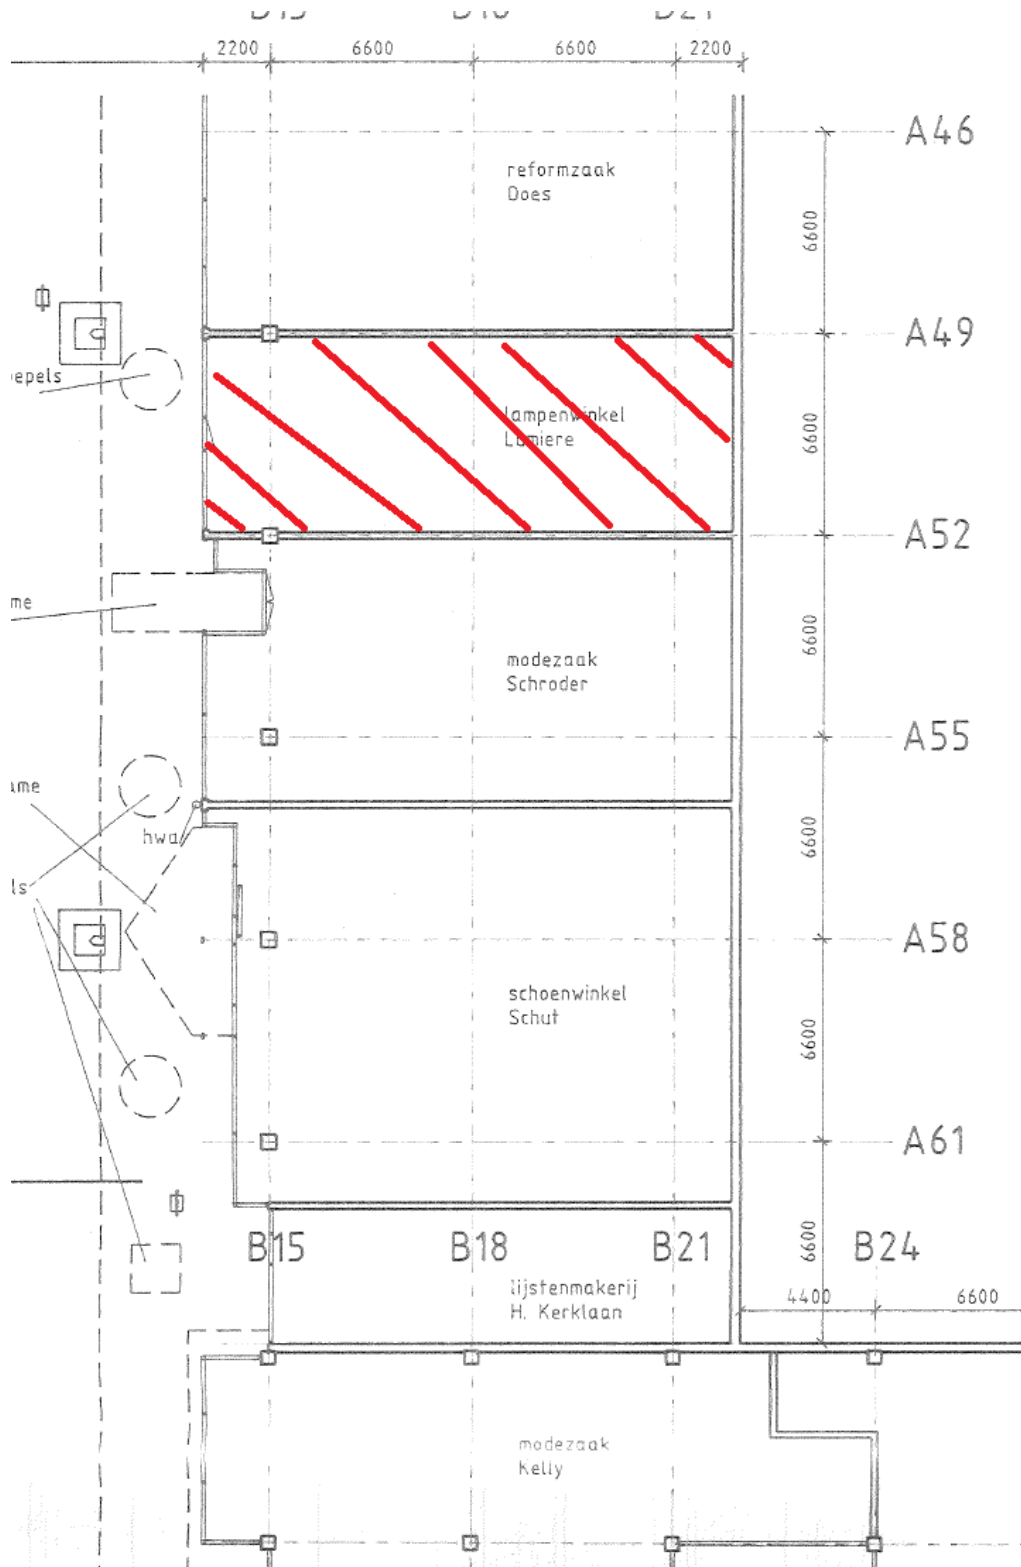 2200 6600 6600 2200
A46
reformzaak
Does
6600
A49
epels
lampenwinkel
Lumiere
6600
A52
me
6600
modezaak
Schroder
A55
ame
hwa
6600
ls
A58
schoenwinkel
Schut
6600
A61
B15 B18 B21 6600 B24
lijstenmakerij
H. Kerklaan
4400 6600
modezaak
Kelly